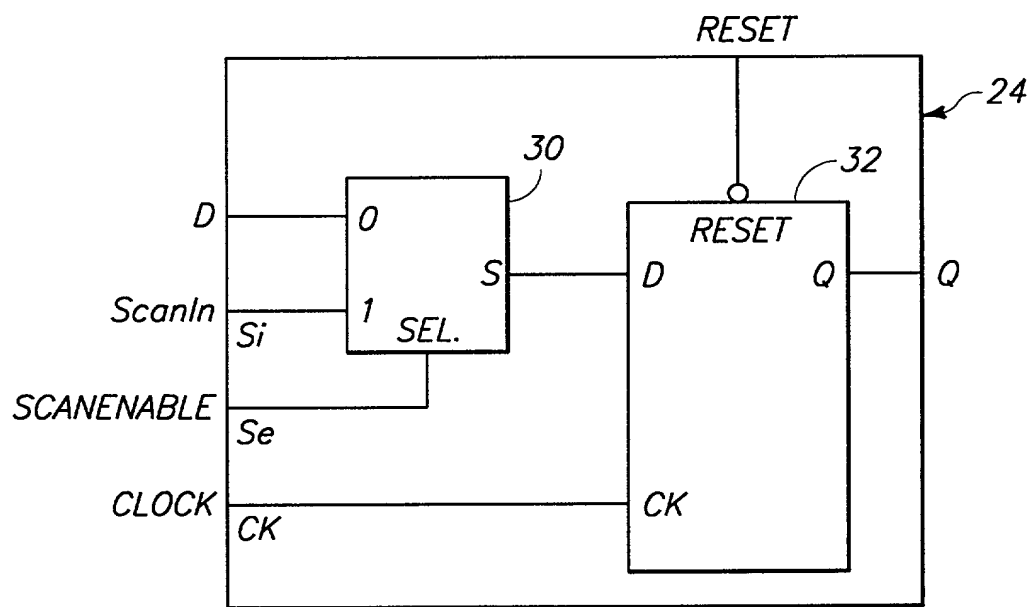 RESET
24
30
32
D
0
RESET
S
D
Q
Q
ScanIn
Si
1
SEL.
SCANENABLE
Se
CLOCK
CK
CK